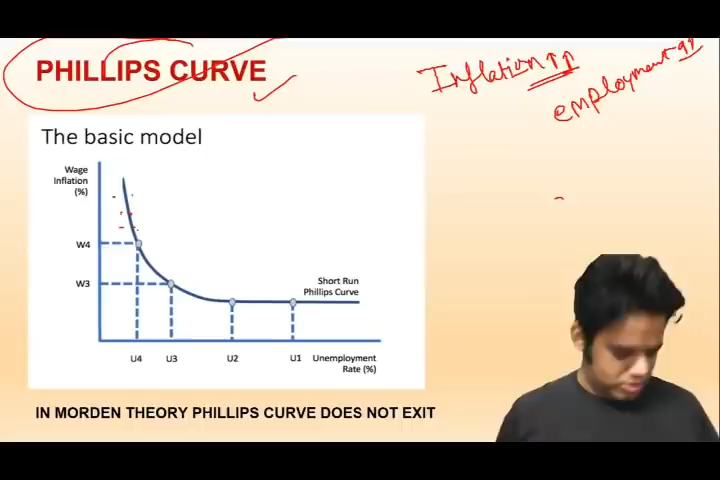 PHILLIPS CURVE
Inflation ↑↑
employment ↑↑
The basic model
Wage
Inflation
(%)
W4
W3
Short Run
Phillips Curve
U4 U3 U2 U1 Unemployment
Rate (%)
IN MORDEN THEORY PHILLIPS CURVE DOES NOT EXIT